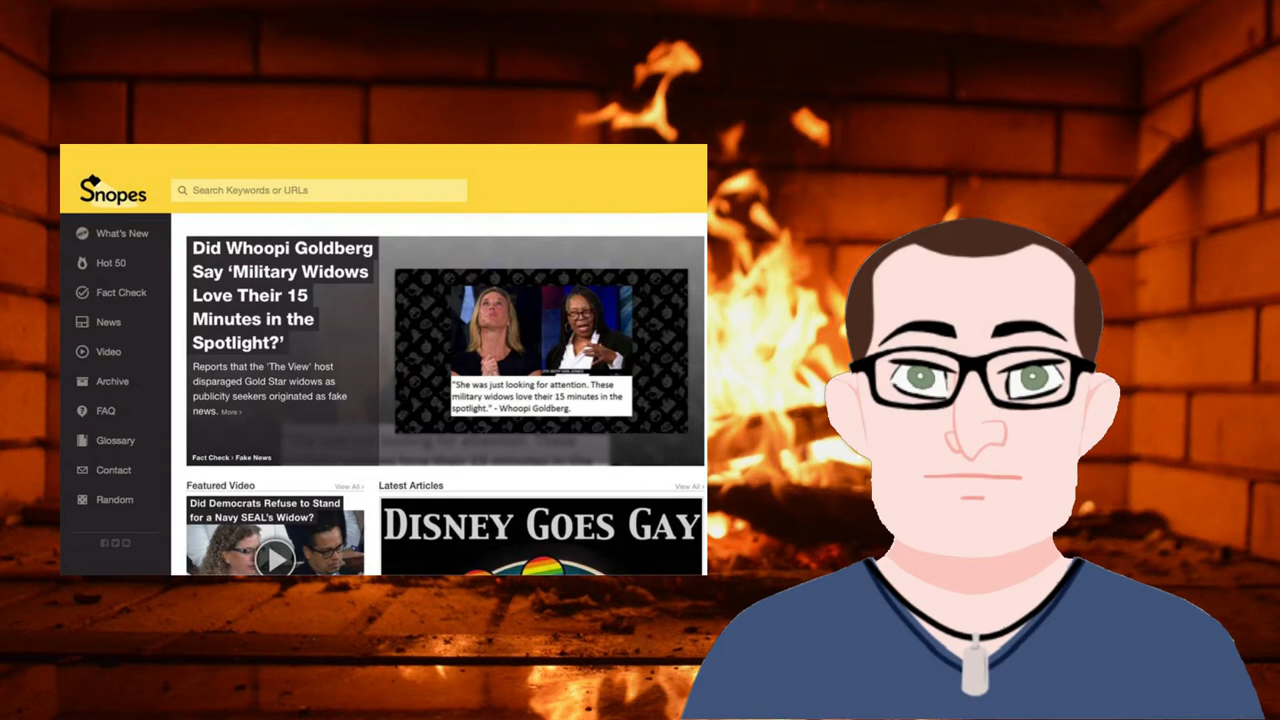 Snopes
Search Keywords or URLs
What's New
Hot 50
Fact Check
News
Video
Archive
FAQ
Glossary
Contact
Random
Did Whoopi Goldberg
Say ‘Military Widows
Love Their 15
Minutes in the
Spotlight?’
Reports that the 'The View' host
disparaged Gold Star widows as
publicity seekers originated as fake
news. More ›
Fact Check › Fake News
"She was just looking for attention. These
military widows love their 15 minutes in the
spotlight." - Whoopi Goldberg.
Featured Video
View All ›
Did Democrats Refuse to Stand
for a Navy SEAL's Widow?
Latest Articles
View All ›
DISNEY GOES GAY